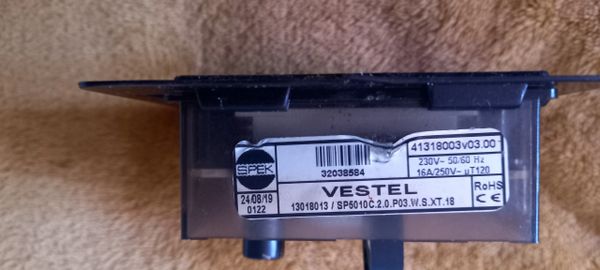 SPEK
24/08/19
0122
32038584
VESTEL
13018013 / SP5010C.2.0.P03.W.S.XT.18
41318003v03.00
230V~ 50/60 Hz
16A/250V~ µT120
RoHS
CE